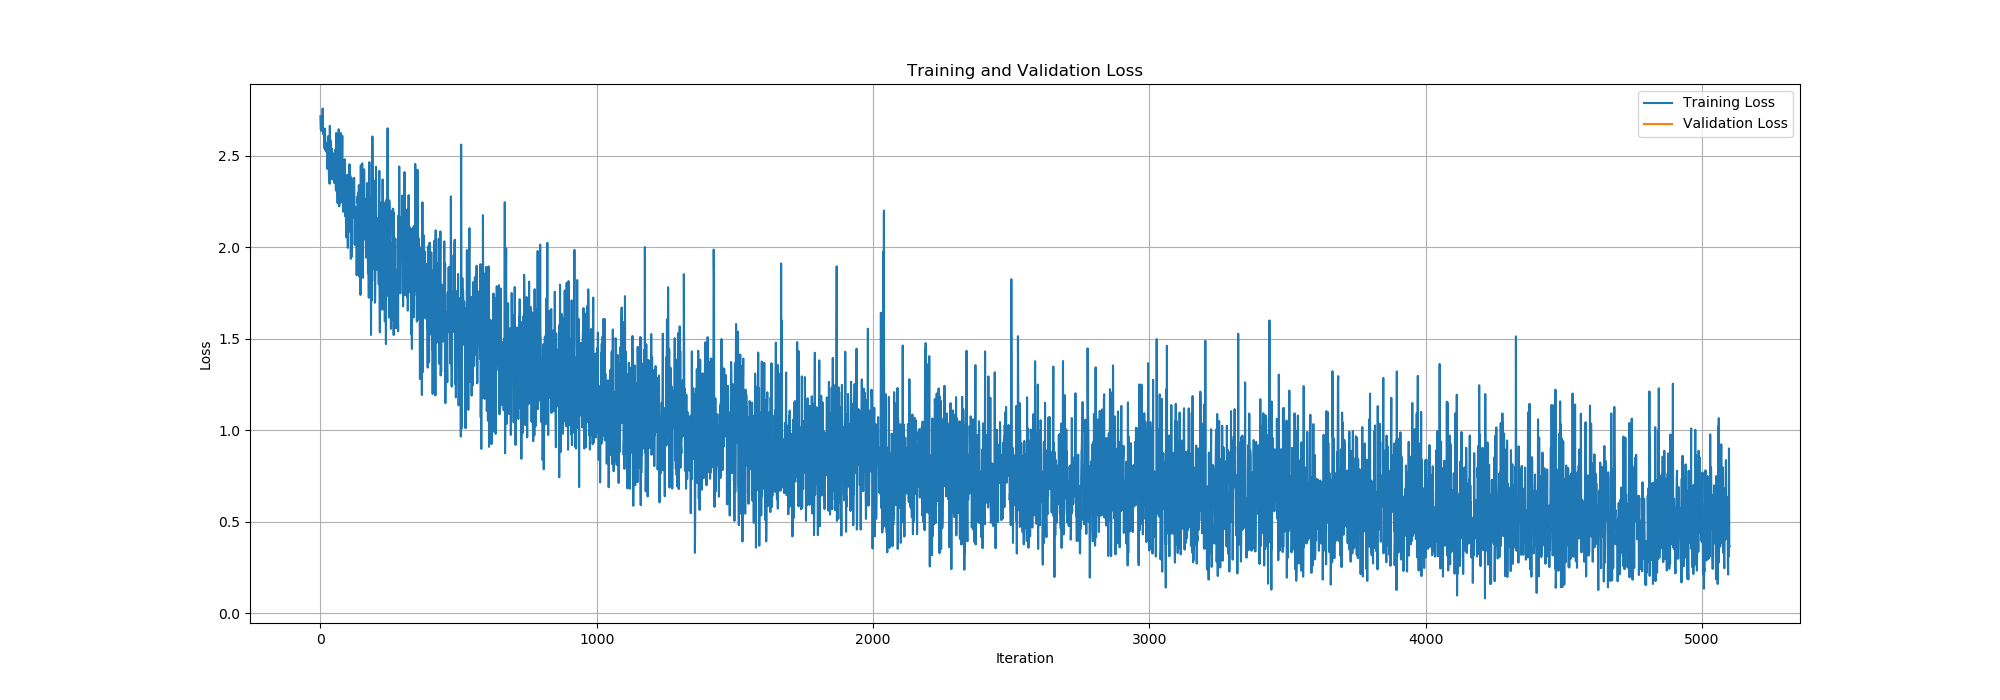 Training and Validation Loss
Training Loss
Validation Loss
Loss
2.5
2.0
1.5
1.0
0.5
0.0
0 1000 2000 3000 4000 5000
Iteration